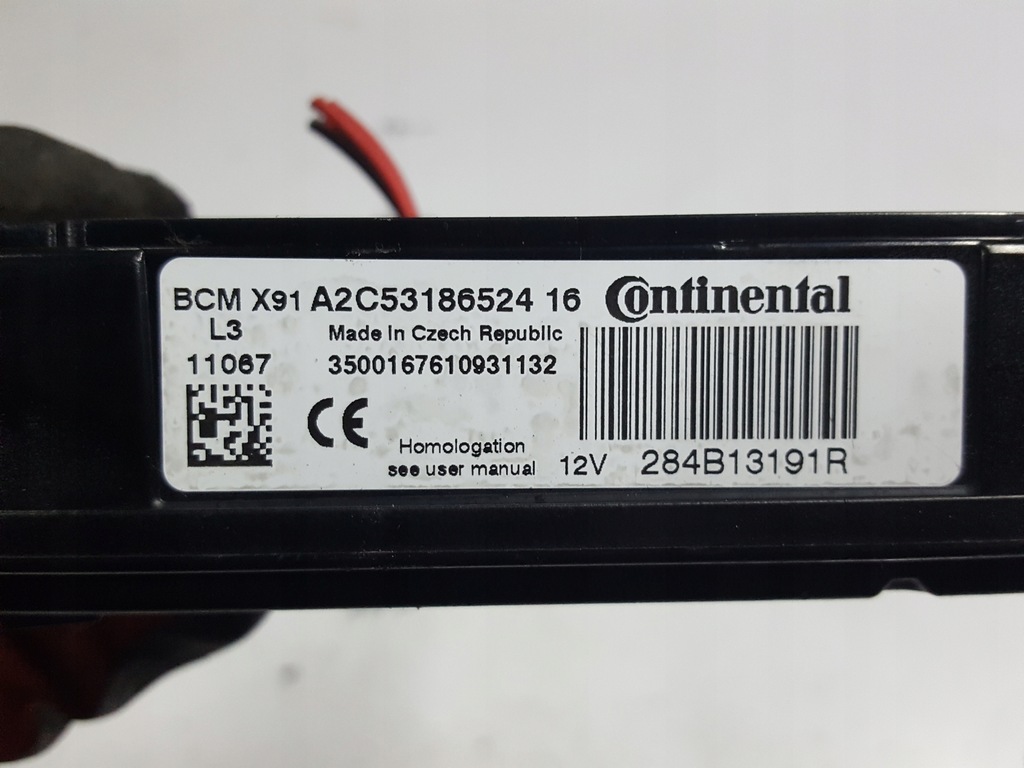 BCM X91 A2C53186524 16 Continental
L3 Made In Czech Republic
11067 3500167610931132
CE
Homologation
see user manual 12V 284B13191R